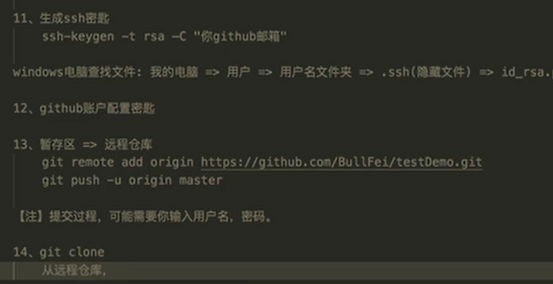 11、生成ssh密匙
ssh-keygen -t rsa -C "你github邮箱"
windows电脑查找文件: 我的电脑 => 用户 => 用户名文件夹 => .ssh(隐藏文件) => id_rsa.
12、github账户配置密匙
13、暂存区 => 远程仓库
git remote add origin https://github.com/BullFei/testDemo.git
git push -u origin master
【注】提交过程，可能需要你输入用户名，密码。
14、git clone
从远程仓库，